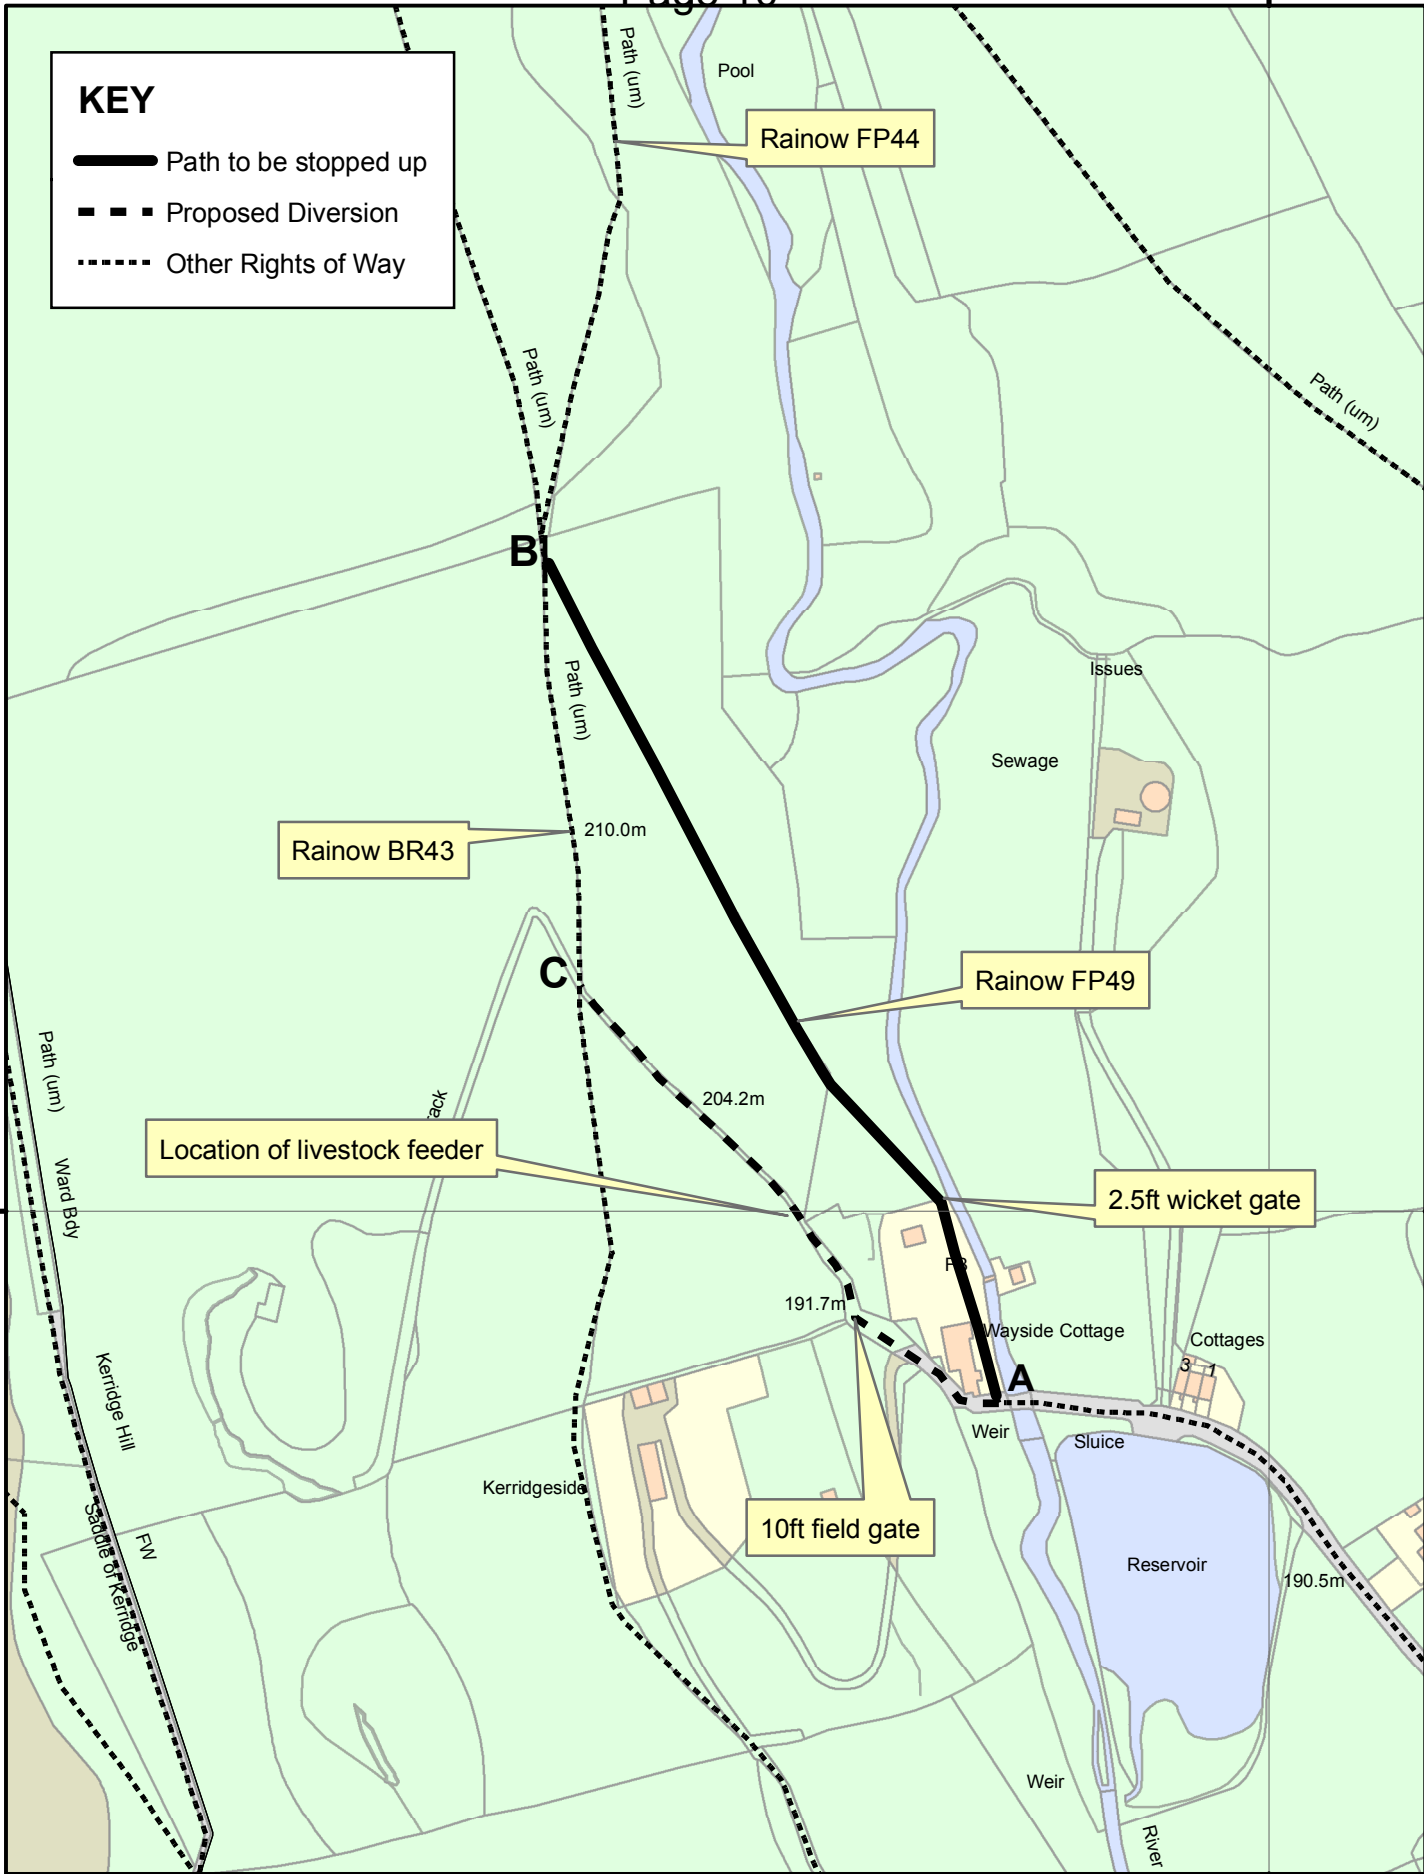 KEY
Path to be stopped up
Proposed Diversion
Other Rights of Way
Path (um)
Pool
Rainow FP44
Path (um)
Path (um)
B
Path (um)
Issues
Sewage
Rainow BR43
210.0m
C
Rainow FP49
Path (um)
204.2m
Location of livestock feeder
Ward Bdy
2.5ft wicket gate
191.7m
Wayside Cottage
Cottages
3
1
A
Kerridge Hill
Weir
Sluice
Kerridgeside
10ft field gate
FW
Saddle of Kerridge
Reservoir
190.5m
Weir
River